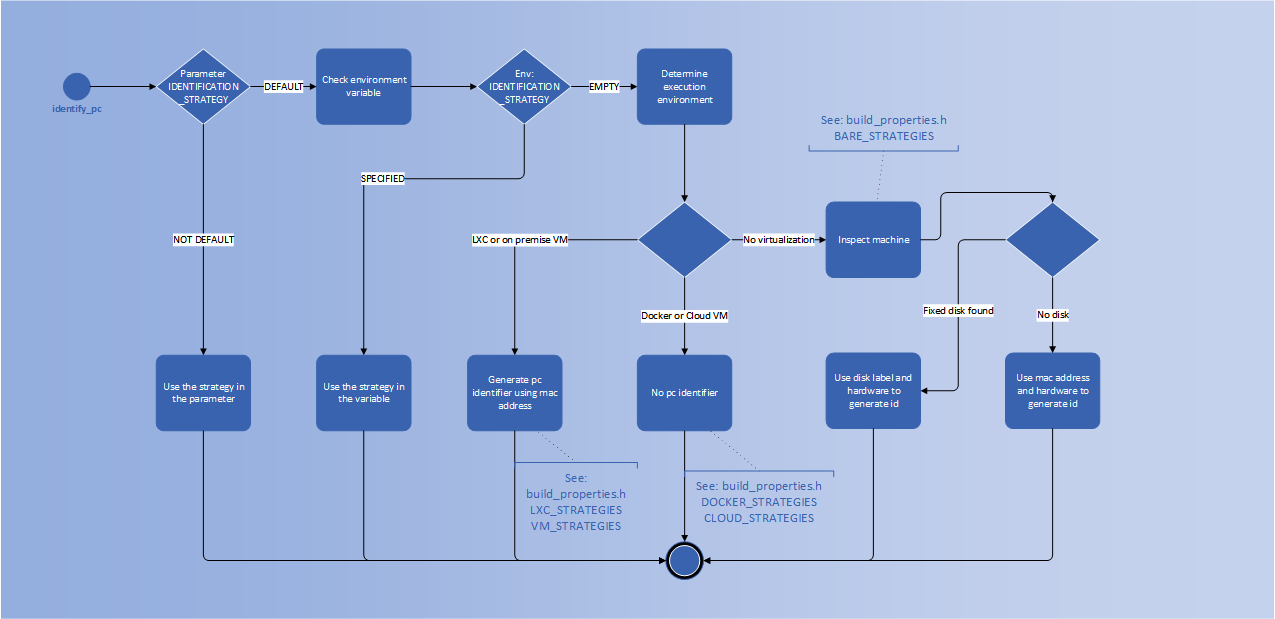 identify_pc
Parameter
IDENTIFICATION
_STRATEGY
DEFAULT
Check environment
variable
Env:
IDENTIFICATION
_STRATEGY
EMPTY
Determine
execution
environment
See: build_properties.h
BARE_STRATEGIES
SPECIFIED
NOT DEFAULT
LXC or on premise VM
No virtualization
Inspect machine
Docker or Cloud VM
Fixed disk found
No disk
Use the strategy in
the parameter
Use the strategy in
the variable
Generate pc
identifier using mac
address
No pc identifier
Use disk label and
hardware to
generate id
Use mac address
and hardware to
generate id
See:
build_properties.h
LXC_STRATEGIES
VM_STRATEGIES
See: build_properties.h
DOCKER_STRATEGIES
CLOUD_STRATEGIES